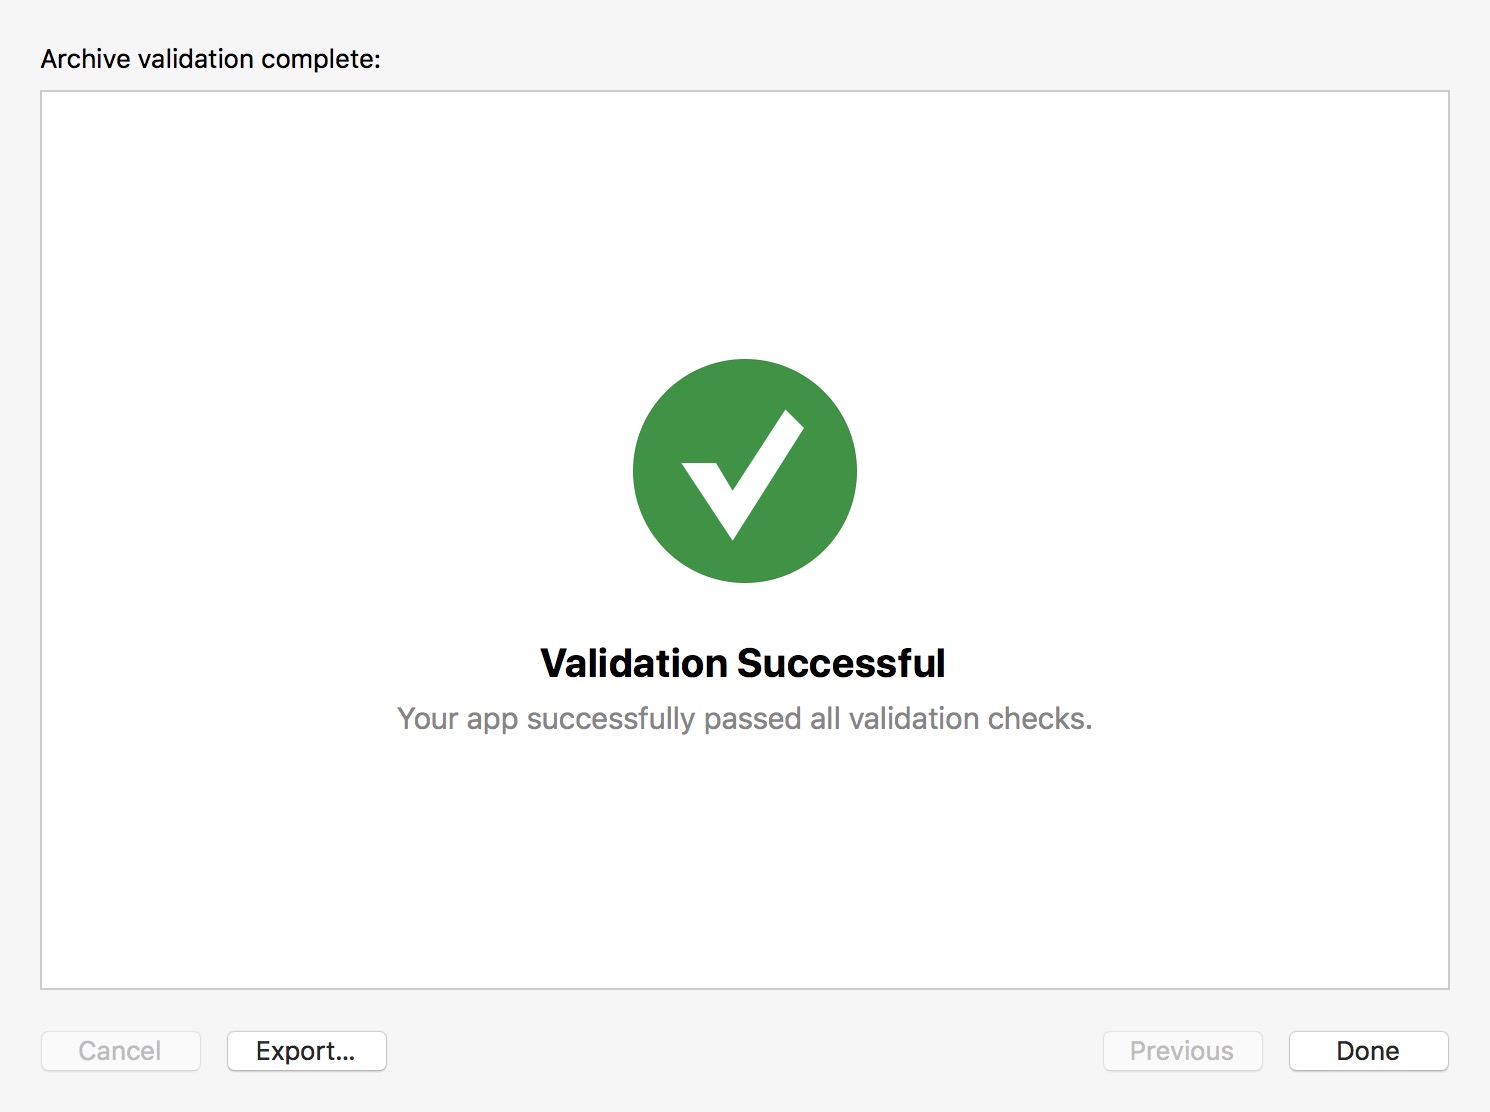 Archive validation complete:
Validation Successful
Your app successfully passed all validation checks.
Cancel
Export...
Previous
Done